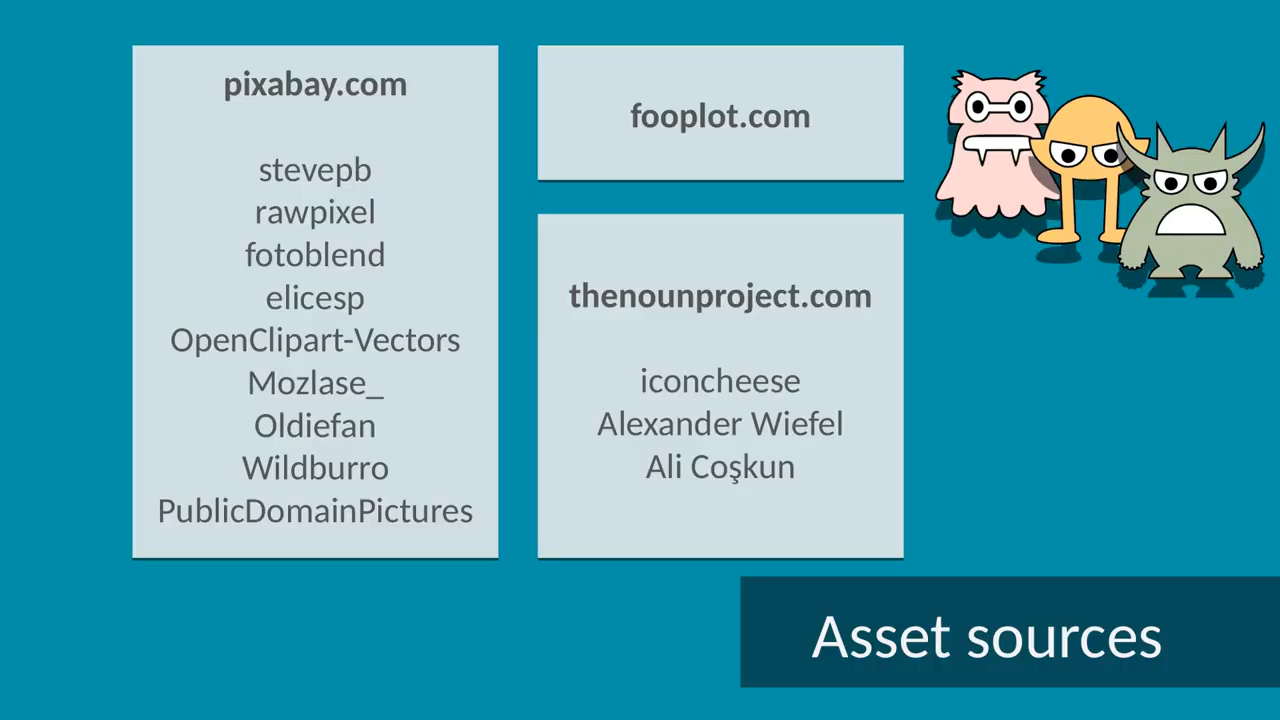 pixabay.com
stevepb
rawpixel
fotoblend
elicesp
OpenClipart-Vectors
Mozlase_
Oldiefan
Wildburro
PublicDomainPictures
fooplot.com
thenounproject.com
iconcheese
Alexander Wiefel
Ali Coşkun
Asset sources